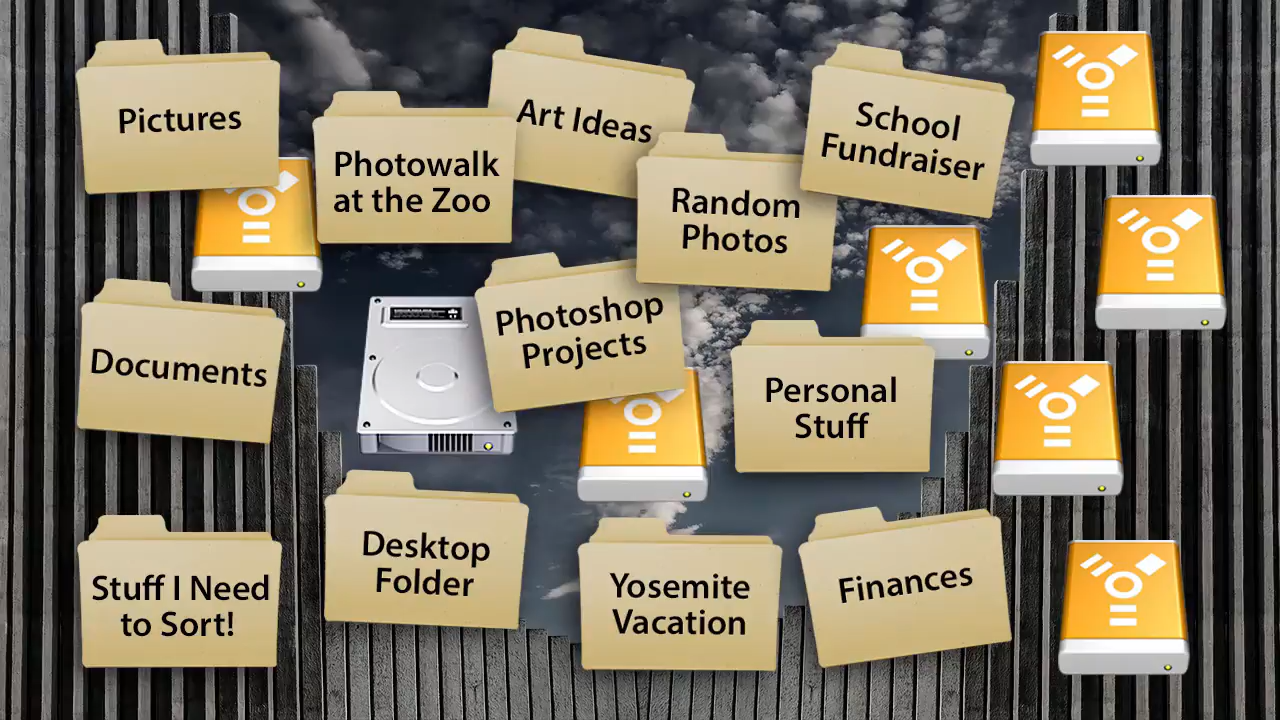 Pictures
Photowalk
at the Zoo
Art Ideas
Random
Photos
School
Fundraiser
Documents
Photoshop
Projects
Personal
Stuff
Stuff I Need
to Sort!
Desktop
Folder
Yosemite
Vacation
Finances